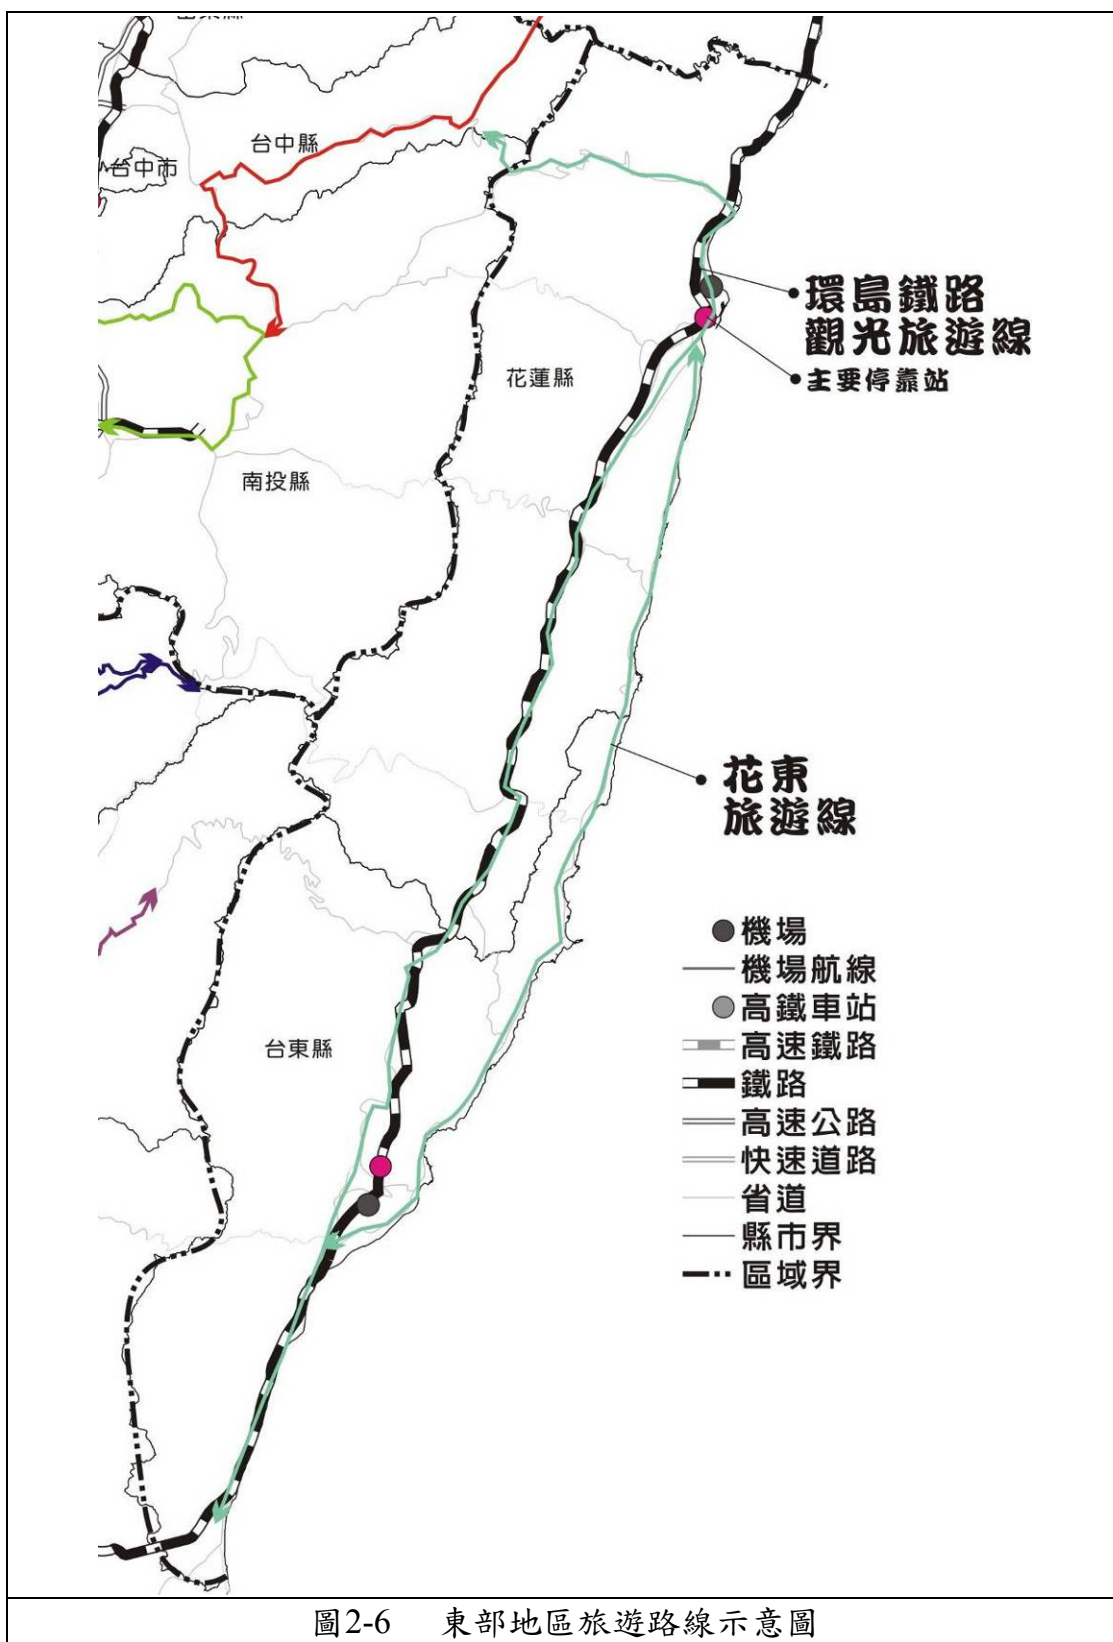 台中縣
台中市
環島鐵路
觀光旅遊線
主要停靠站
花蓮縣
南投縣
花東
旅遊線
機場
機場航線
高鐵車站
高速鐵路
鐵路
高速公路
快速道路
省道
縣市界
區域界
台東縣
圖2-6 東部地區旅遊路線示意圖